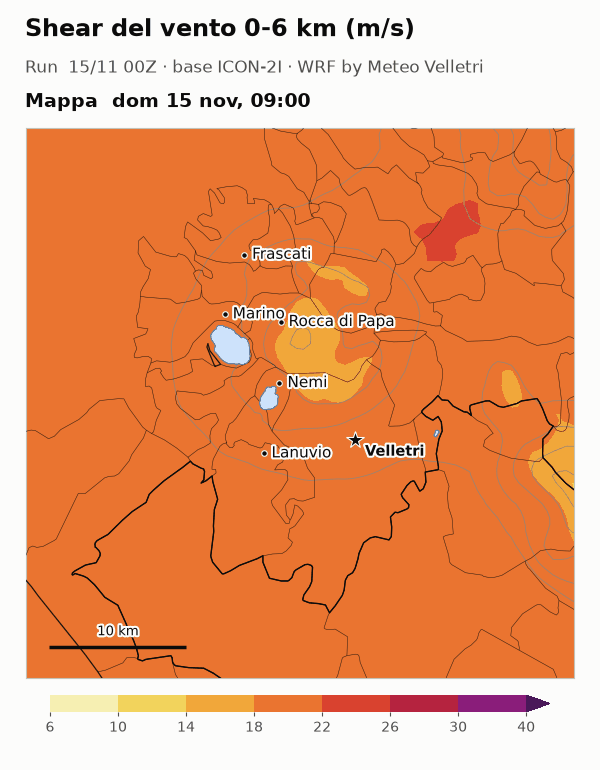 Shear del vento 0-6 km (m/s)
Run  15/11 00Z · base ICON-2I · WRF by Meteo Velletri
Mappa  dom 15 nov, 09:00
Frascati
Marino
Rocca di Papa
Nemi
Velletri
Lanuvio
10 km
6 10 14 18 22 26 30 40